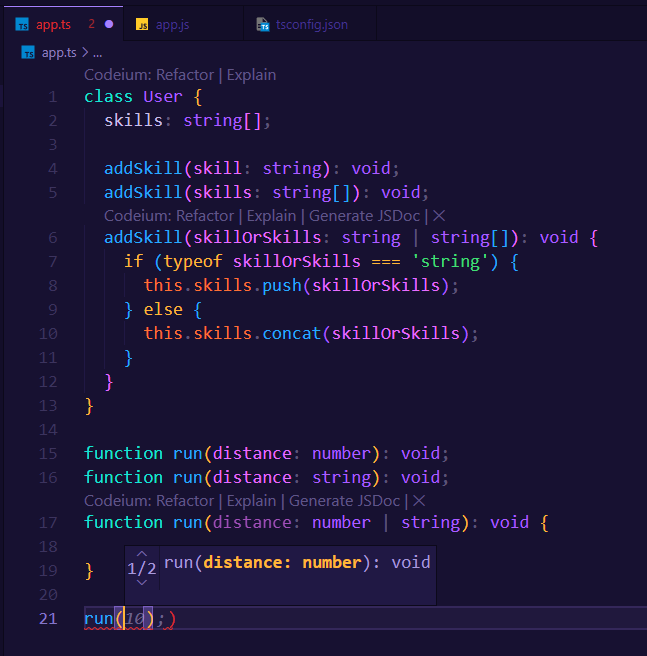 TS app.ts 2 JS app.js TS tsconfig.json
TS app.ts > ...
Codeium: Refactor | Explain
1 class User {
2 skills: string[];
3
4 addSkill(skill: string): void;
5 addSkill(skills: string[]): void;
Codeium: Refactor | Explain | Generate JSDoc | X
6 addSkill(skillOrSkills: string | string[]): void {
7 if (typeof skillOrSkills === 'string') {
8 this.skills.push(skillOrSkills);
9 } else {
10 this.skills.concat(skillOrSkills);
11 }
12 }
13 }
14
15 function run(distance: number): void;
16 function run(distance: string): void;
Codeium: Refactor | Explain | Generate JSDoc | X
17 function run(distance: number | string): void {
18
1/2 run(distance: number): void
19 }
20
21 run(10);)